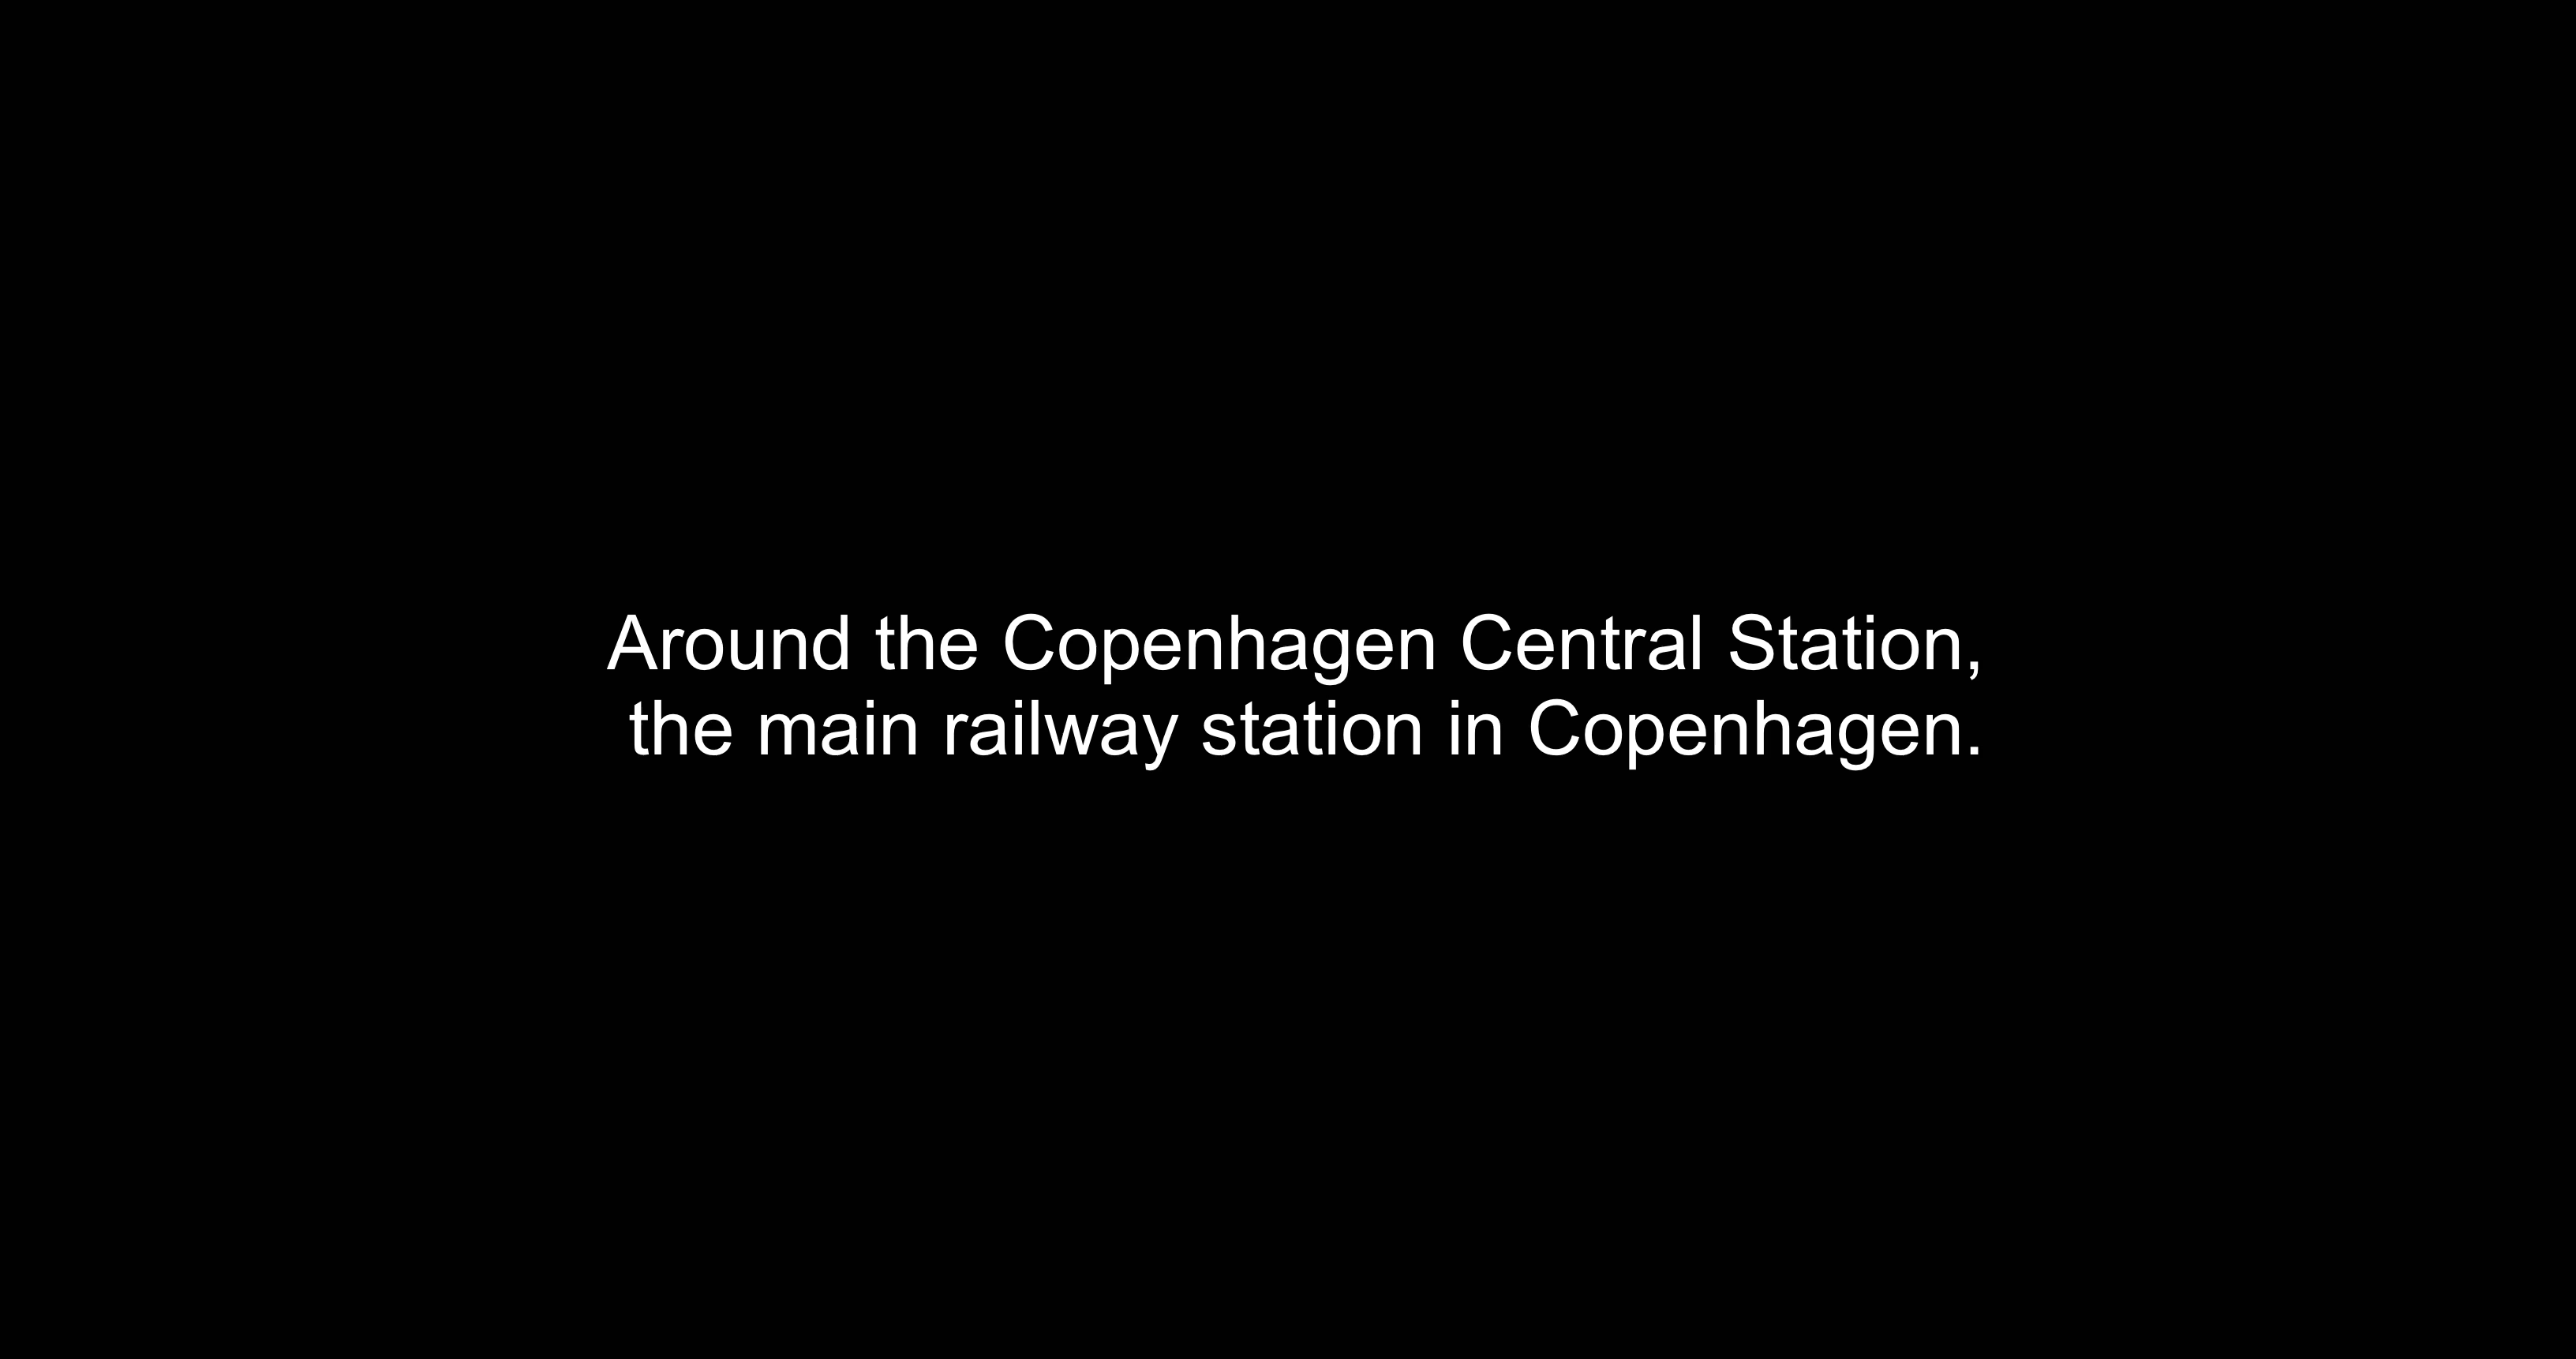 Around the Copenhagen Central Station,
the main railway station in Copenhagen.